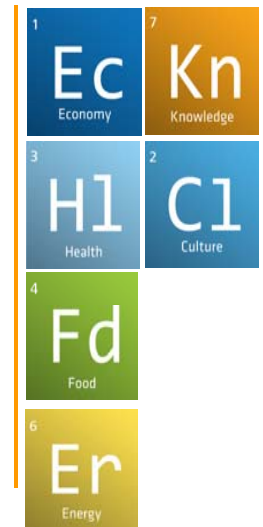 1
Ec
Economy
7
Kn
Knowledge
3
Hl
Health
2
Cl
Culture
4
Fd
Food
6
Er
Energy